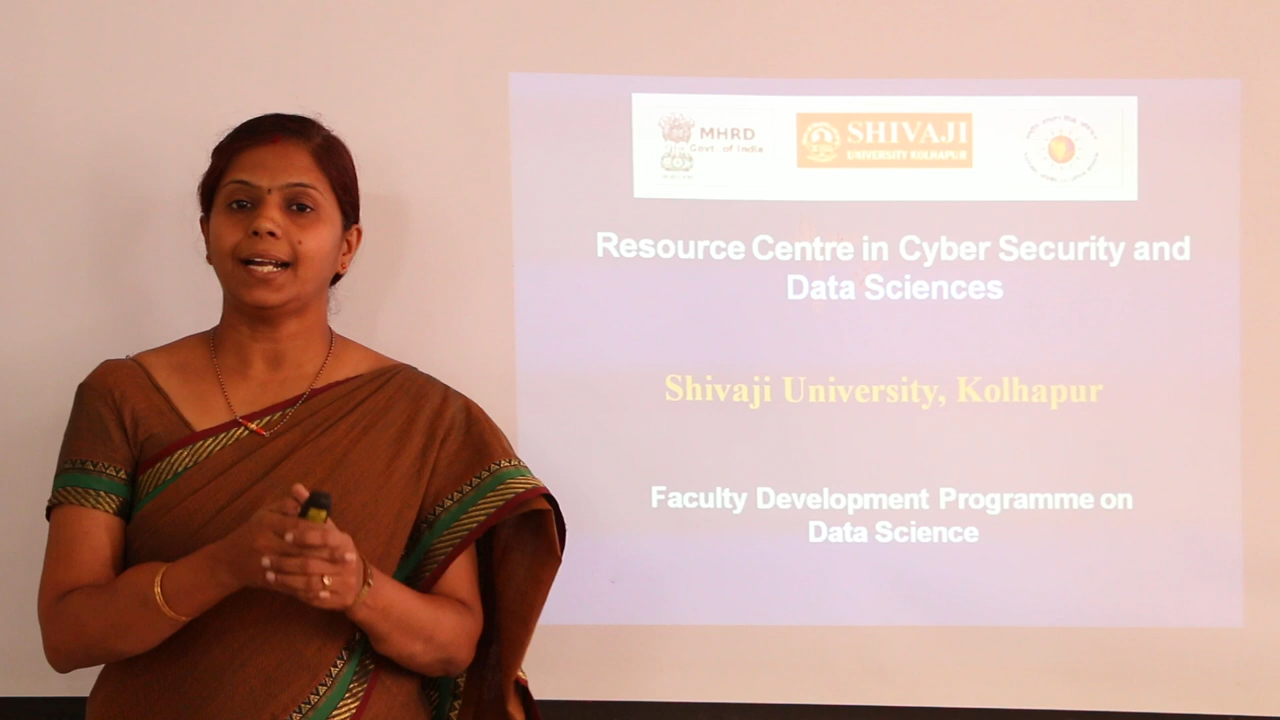 MHRD
Govt. of India
SHIVAJI
UNIVERSITY KOLHAPUR
Resource Centre in Cyber Security and
Data Sciences
Shivaji University, Kolhapur
Faculty Development Programme on
Data Science